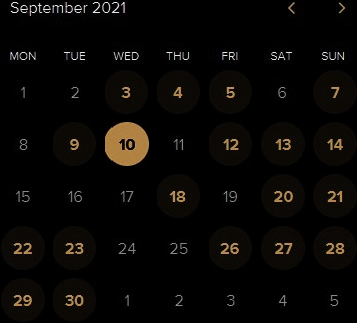 September 2021
MON TUE WED THU FRI SAT SUN
1 2 3 4 5 6 7
8 9 10 11 12 13 14
15 16 17 18 19 20 21
22 23 24 25 26 27 28
29 30 1 2 3 4 5